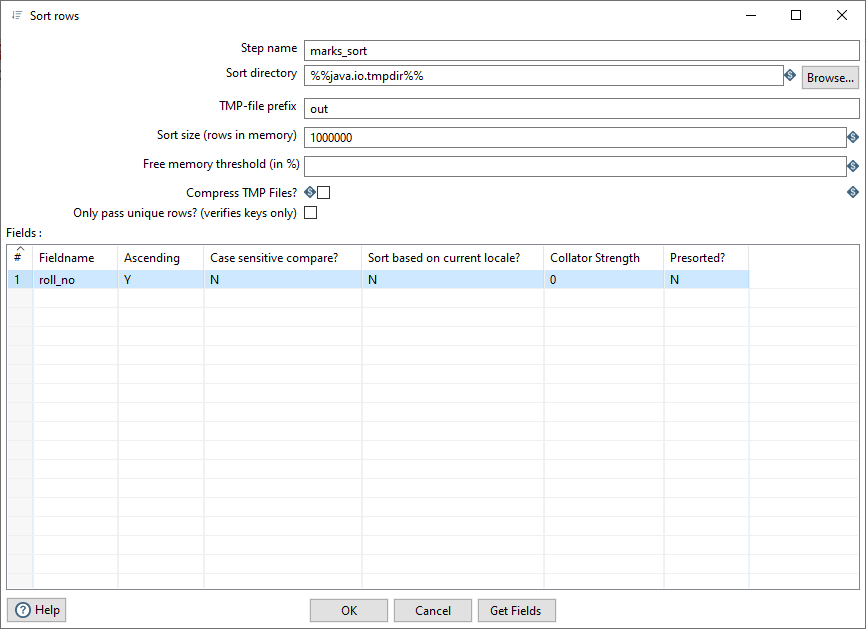 Sort rows
Step name marks_sort
Sort directory %%java.io.tmpdir%% Browse...
TMP-file prefix out
Sort size (rows in memory) 1000000
Free memory threshold (in %)
Compress TMP Files?
Only pass unique rows? (verifies keys only)
Fields :
# Fieldname Ascending Case sensitive compare? Sort based on current locale? Collator Strength Presorted?
1 roll_no Y N N 0 N
Help OK Cancel Get Fields